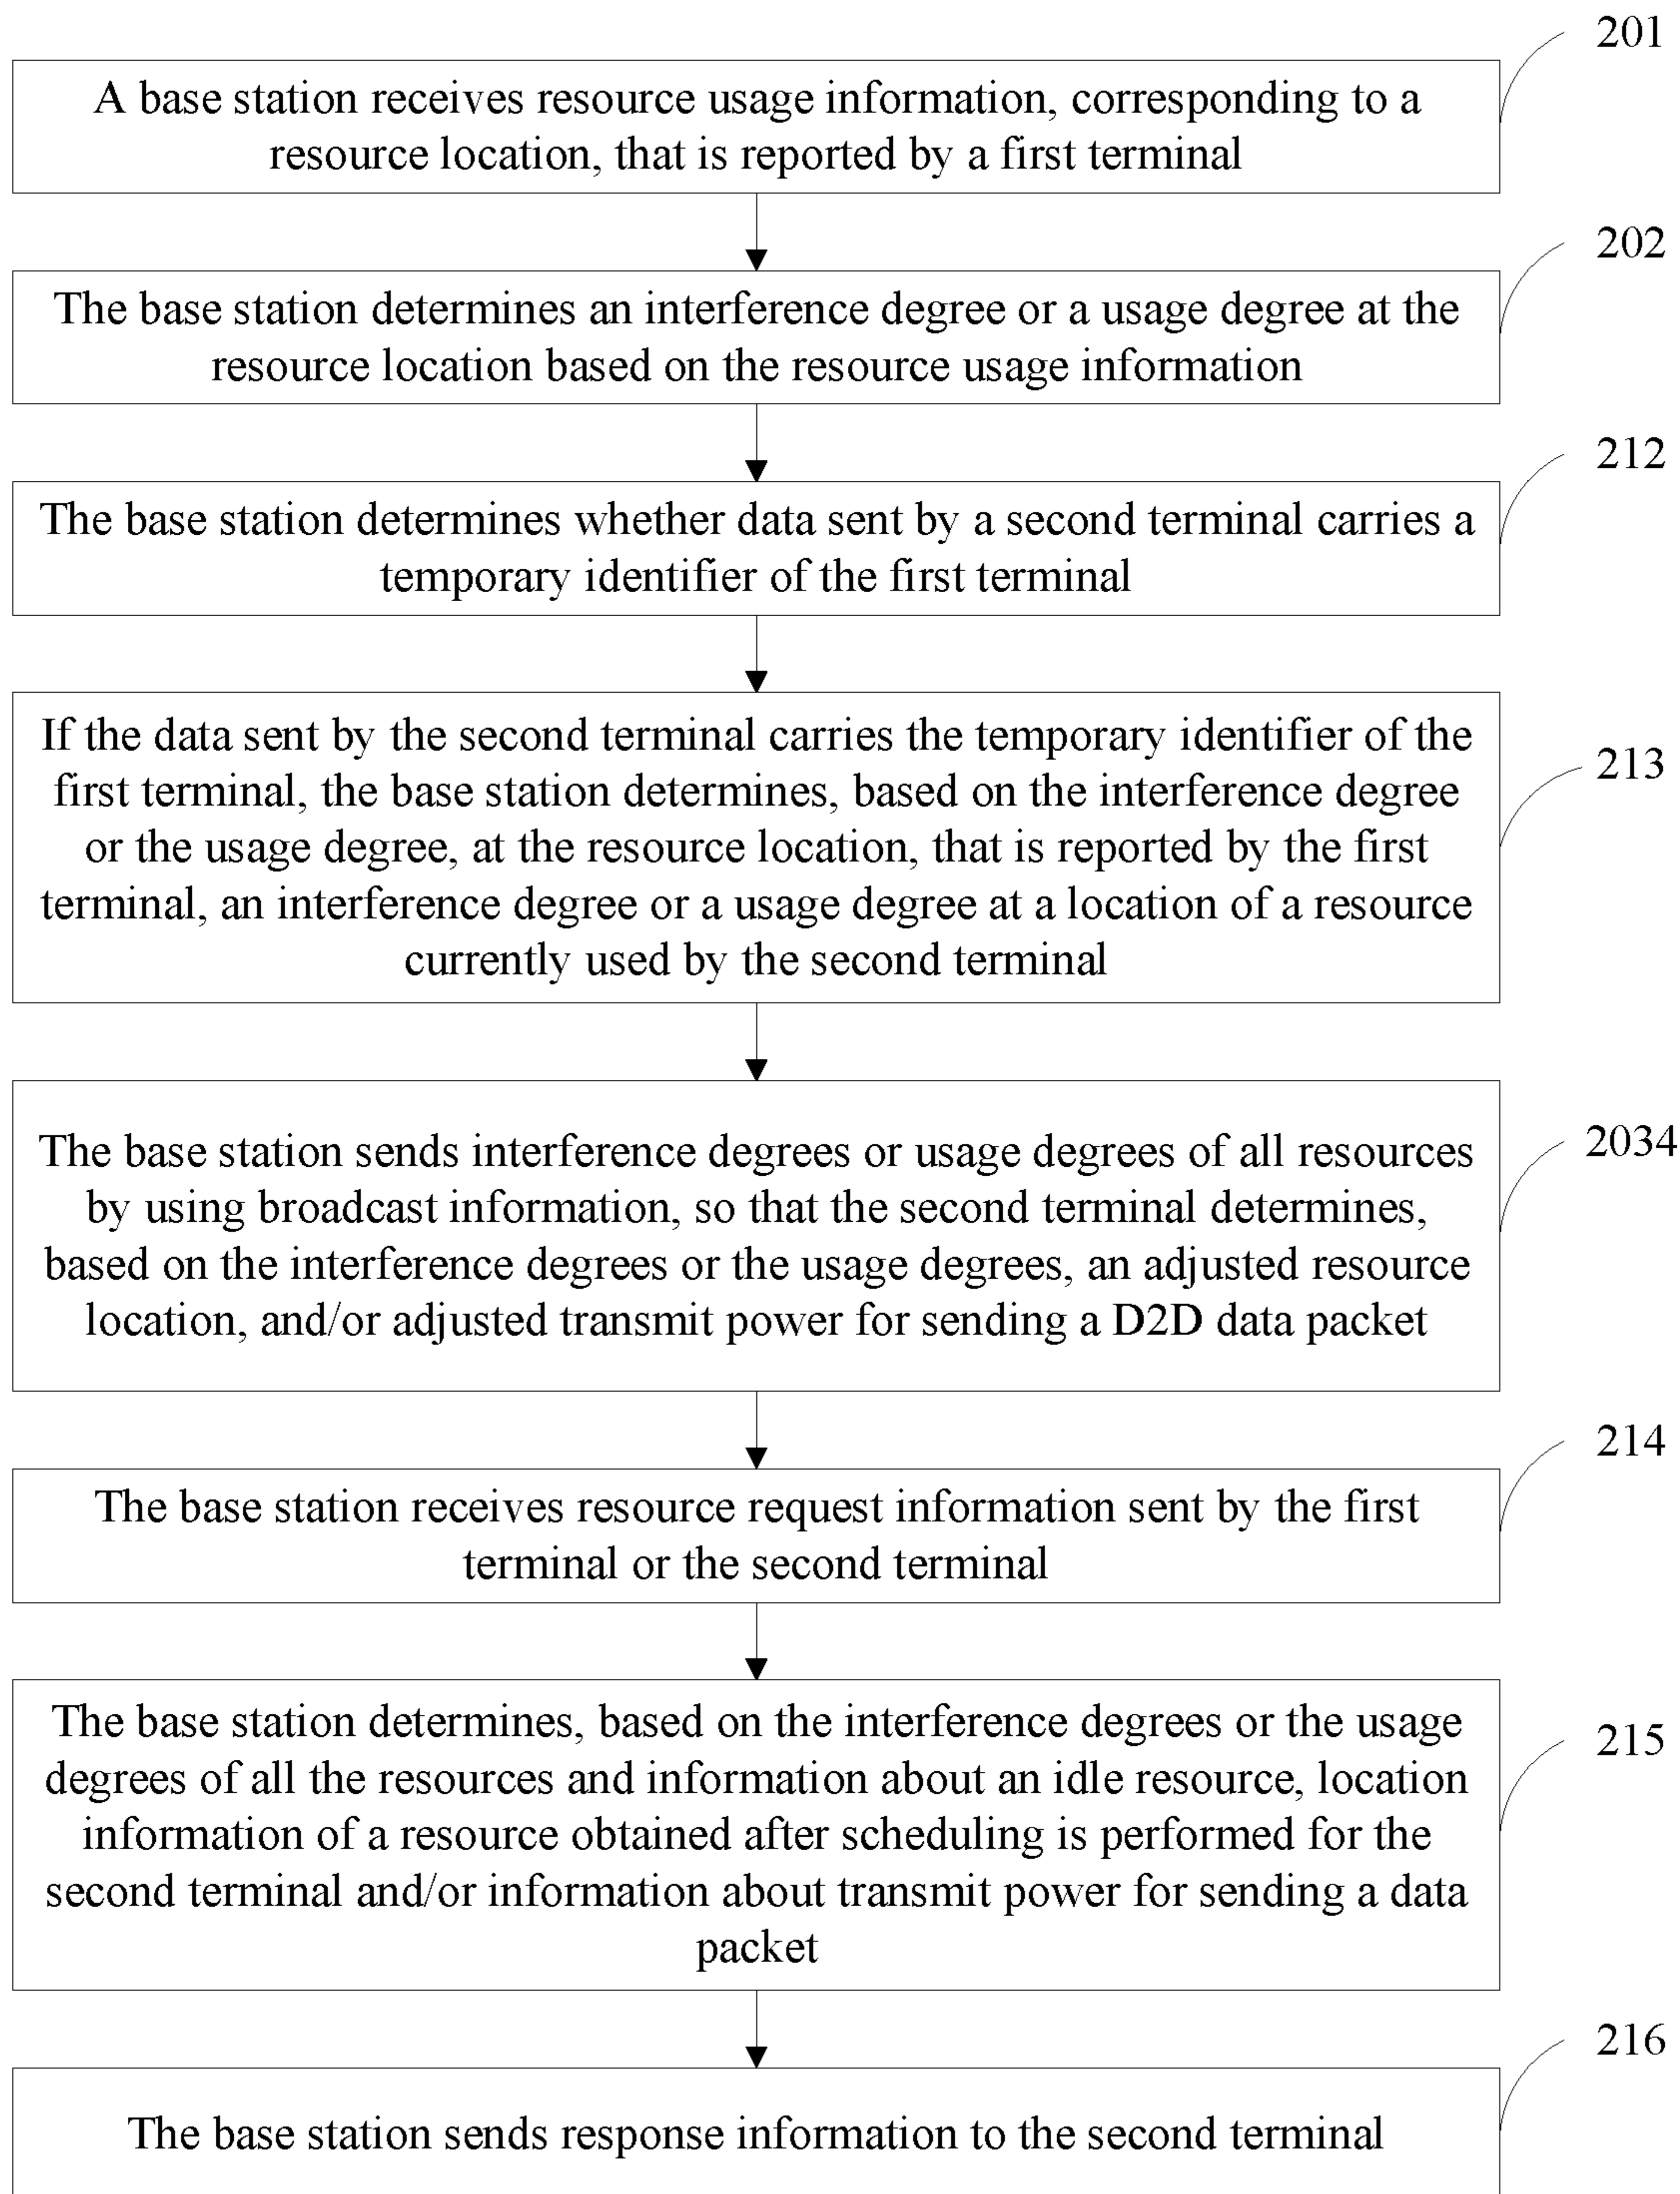 201
A base station receives resource usage information, corresponding to a
resource location, that is reported by a first terminal
202
The base station determines an interference degree or a usage degree at the
resource location based on the resource usage information
212
The base station determines whether data sent by a second terminal carries a
temporary identifier of the first terminal
If the data sent by the second terminal carries the temporary identifier of the
213
first terminal, the base station determines, based on the interference degree
or the usage degree, at the resource location, that is reported by the first
terminal, an interference degree or a usage degree at a location of a resource
currently used by the second terminal
2034
The base station sends interference degrees or usage degrees of all resources
by using broadcast information, so that the second terminal determines,
based on the interference degrees or the usage degrees, an adjusted resource
location, and/or adjusted transmit power for sending a D2D data packet
214
The base station receives resource request information sent by the first
terminal or the second terminal
The base station determines, based on the interference degrees or the usage
215
degrees of all the resources and information about an idle resource, location
information of a resource obtained after scheduling is performed for the
second terminal and/or information about transmit power for sending a data
packet
216
The base station sends response information to the second terminal